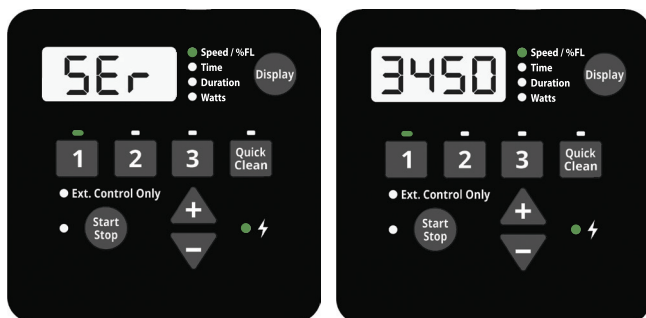 SEr
Speed / %FL
Time
Duration
Watts
Display
1
2
3
Quick
Clean
Ext. Control Only
Start
Stop
+
−
3450
Speed / %FL
Time
Duration
Watts
Display
1
2
3
Quick
Clean
Ext. Control Only
Start
Stop
+
−